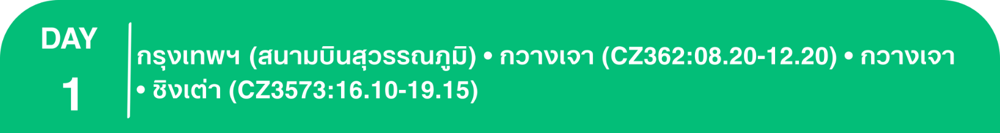 DAY
1
กรุงเทพฯ (สนามบินสุวรรณภูมิ) • กวางเจา (CZ362:08.20-12.20) • กวางเจา
• ชิงเต่า (CZ3573:16.10-19.15)